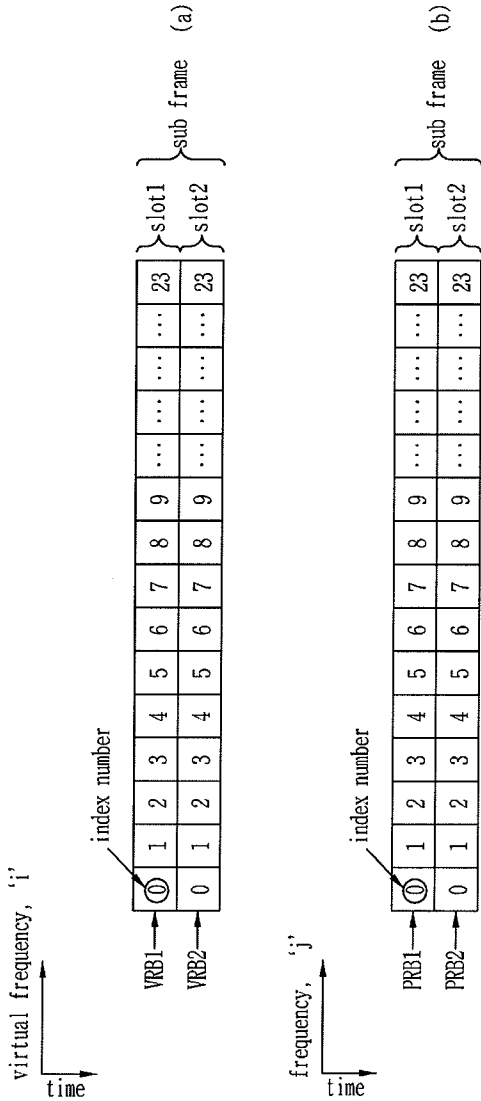 virtual frequency, 'i'
time
index number
VRB1 0 1 2 3 4 5 6 7 8 9 ... ... ... ... 23 slot1
VRB2 0 1 2 3 4 5 6 7 8 9 ... ... ... ... 23 slot2
sub frame (a)
frequency, 'j'
time
index number
PRB1 0 1 2 3 4 5 6 7 8 9 ... ... ... ... 23 slot1
PRB2 0 1 2 3 4 5 6 7 8 9 ... ... ... ... 23 slot2
sub frame (b)